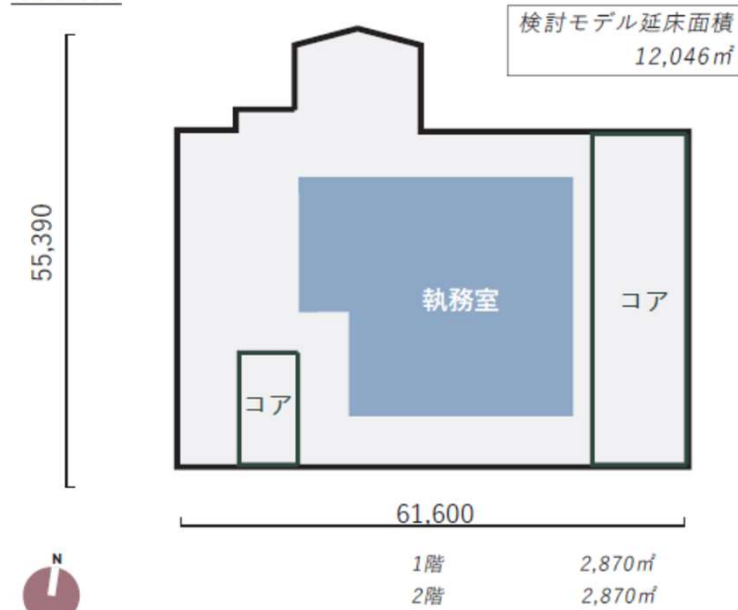 検討モデル延床面積
12,046㎡
55,390
執務室
コア
コア
61,600
N
1階 2,870㎡
2階 2,870㎡